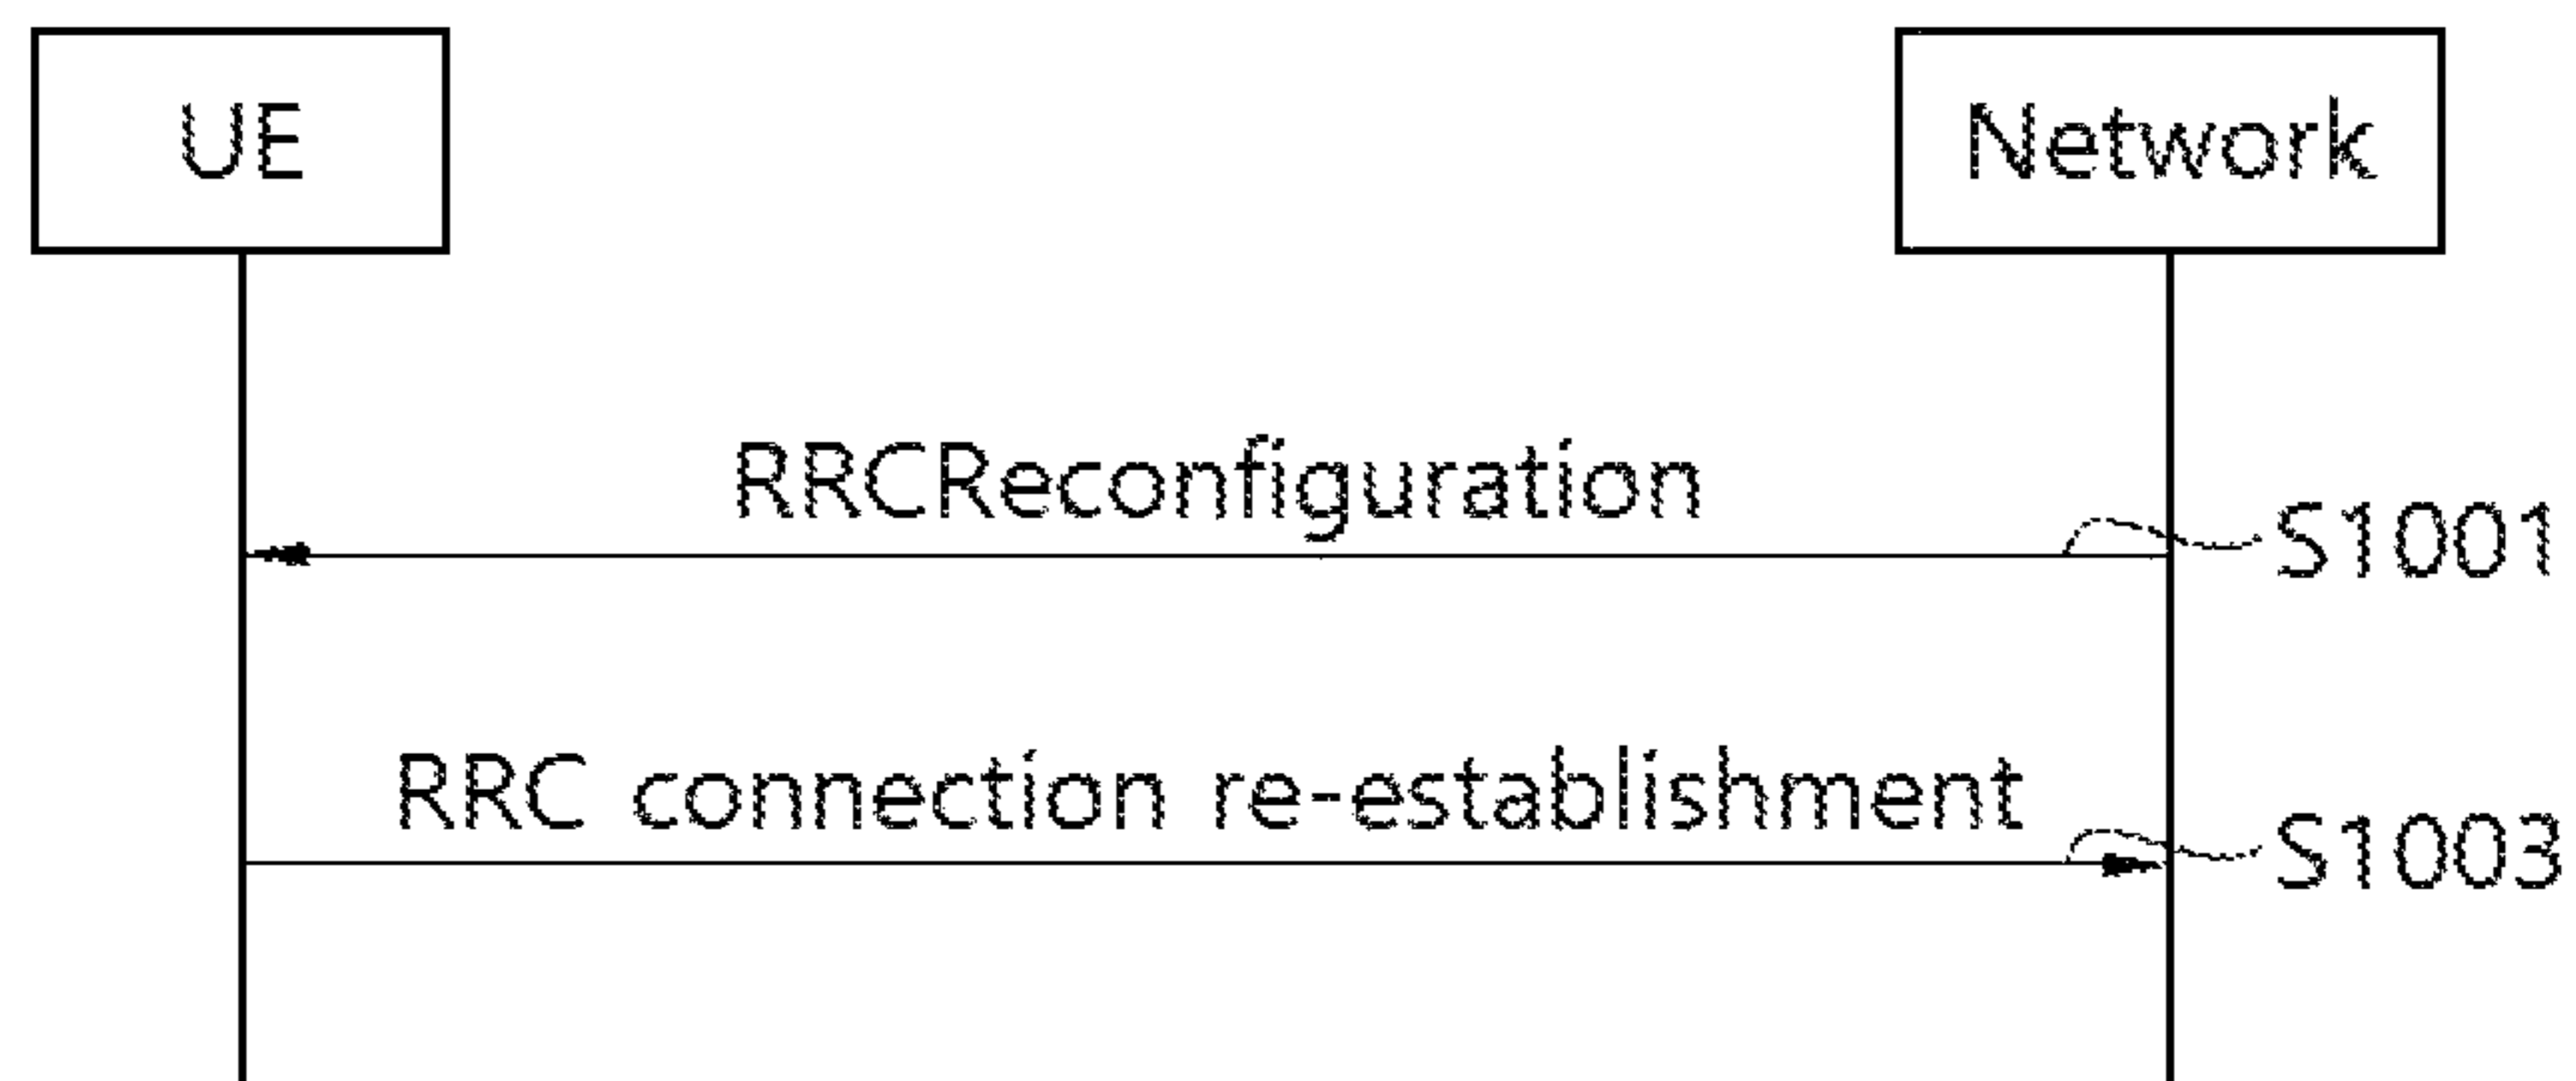 UE
Network
RRCReconfiguration
S1001
RRC connection re-establishment
S1003